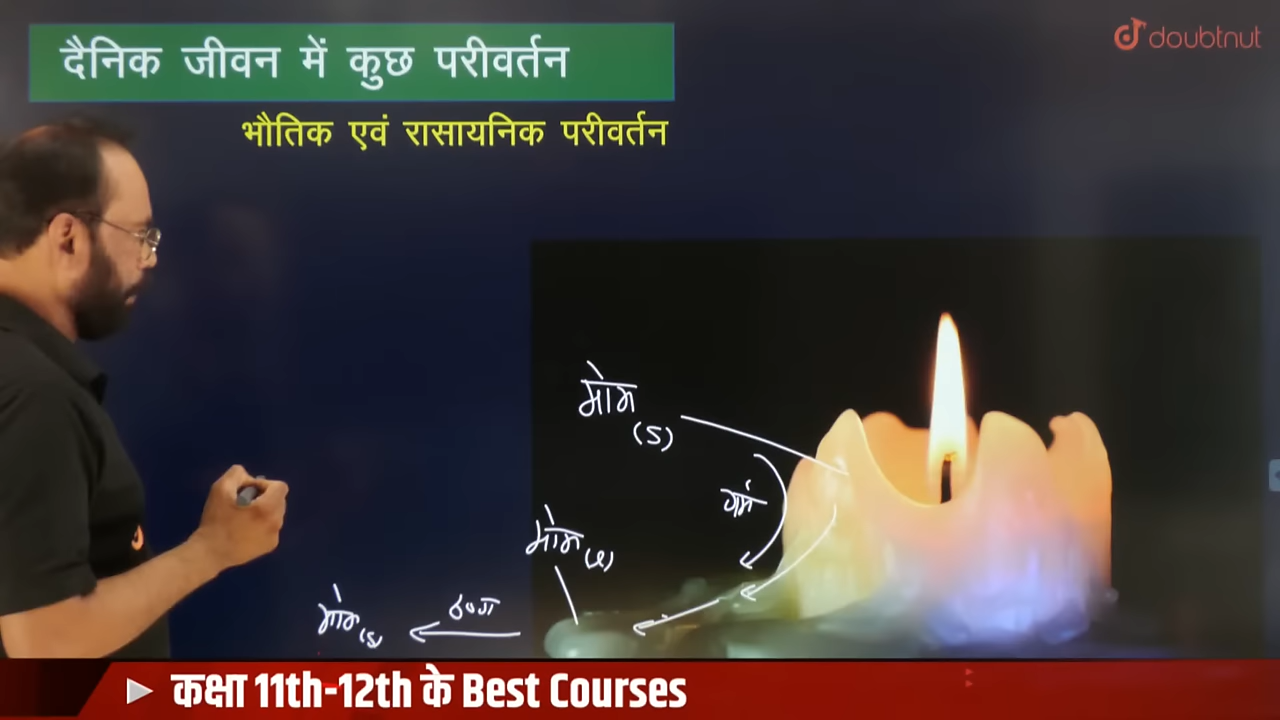 doubtnut
दैनिक जीवन में कुछ परीवर्तन
भौतिक एवं रासायनिक परीवर्तन
मोम
(S)
गर्म
मोम (l)
ठण्डा
मोम (s)
कक्षा 11th-12th के Best Courses